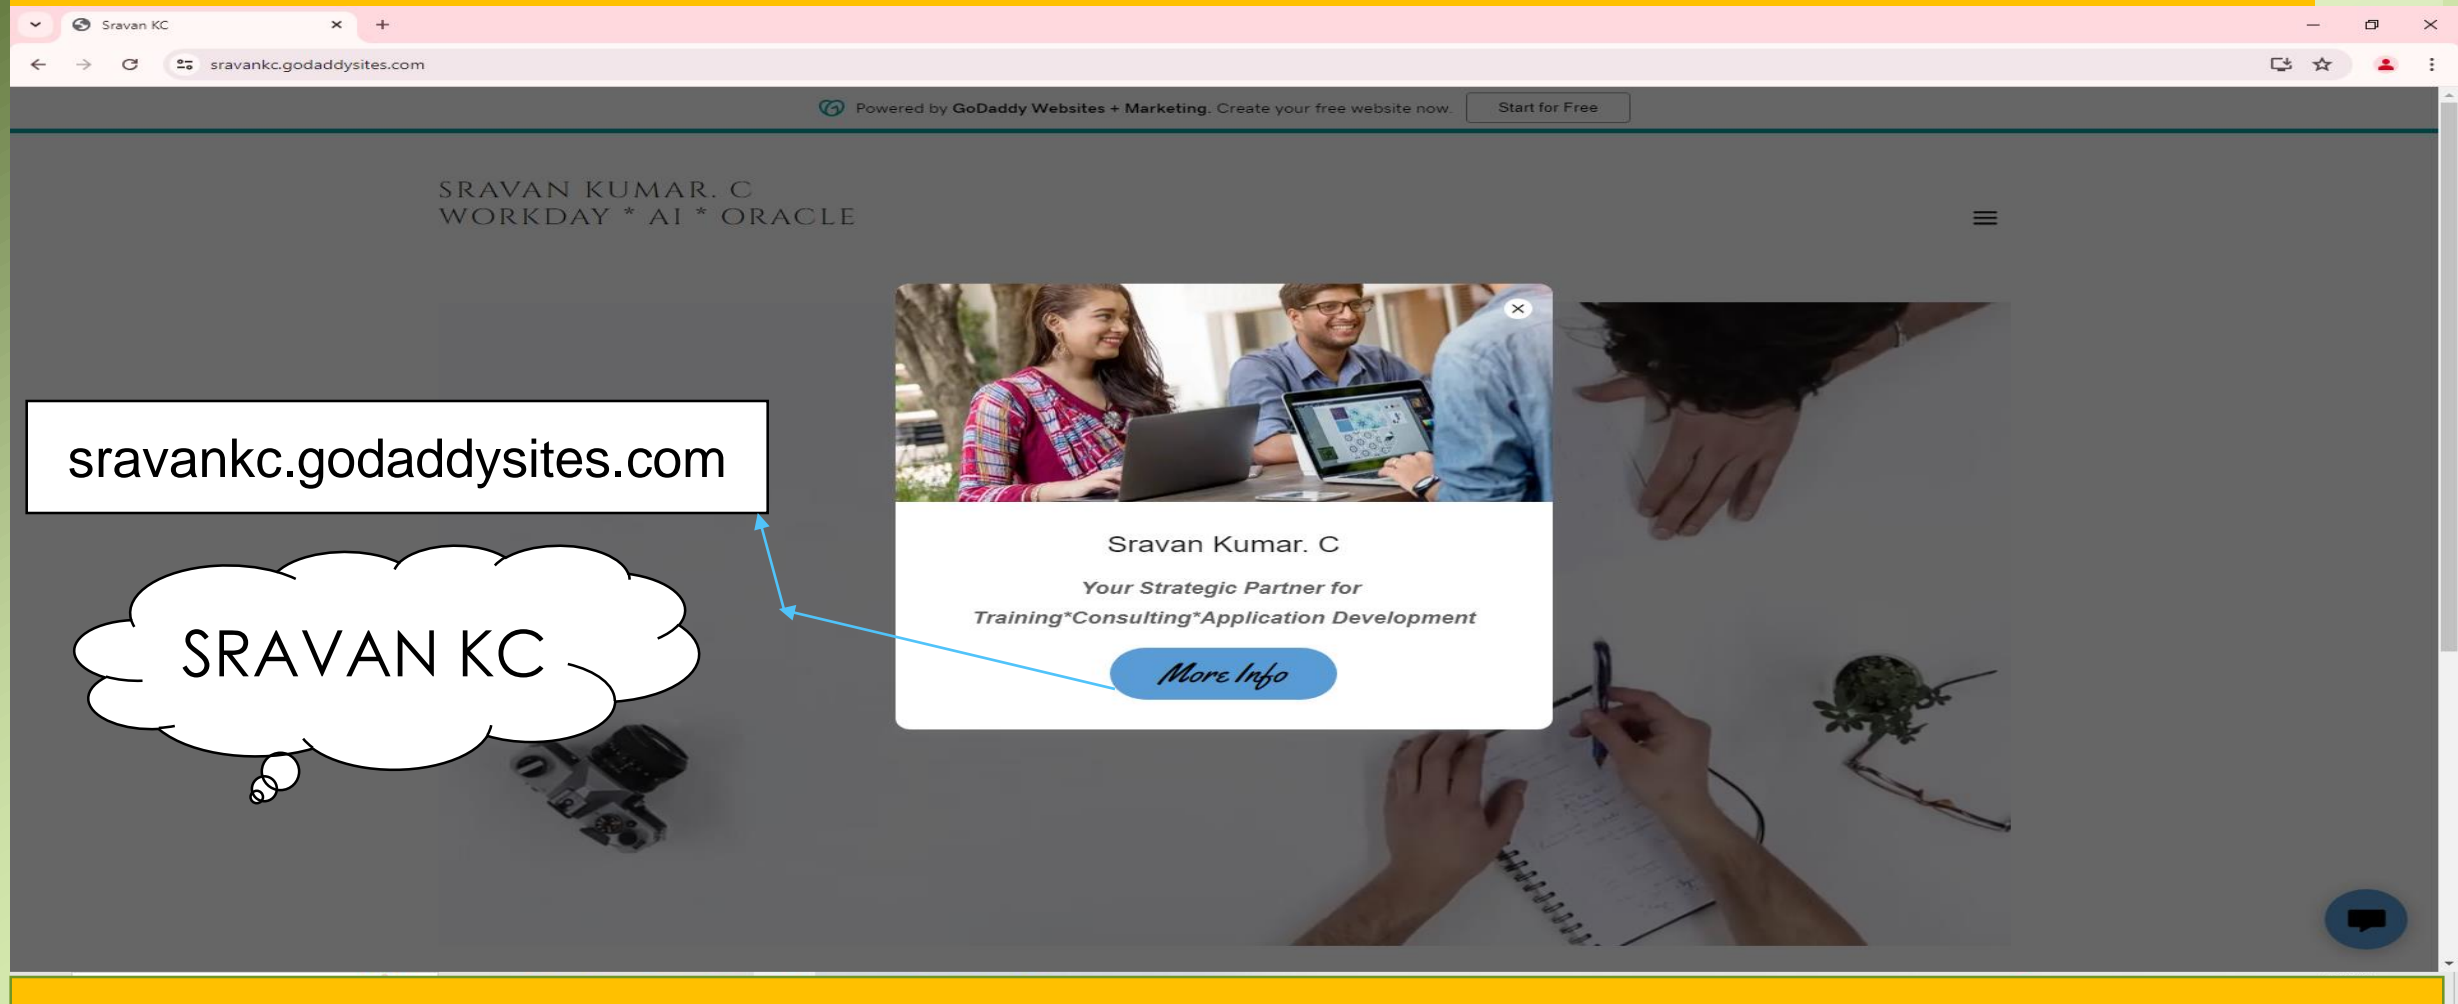 Sravan KC
sravankc.godaddysites.com
Powered by GoDaddy Websites + Marketing. Create your free website now. Start for Free
SRAVAN KUMAR. C
WORKDAY * AI * ORACLE
sravankc.godaddysites.com
SRAVAN KC
Sravan Kumar. C
Your Strategic Partner for
Training*Consulting*Application Development
More Info